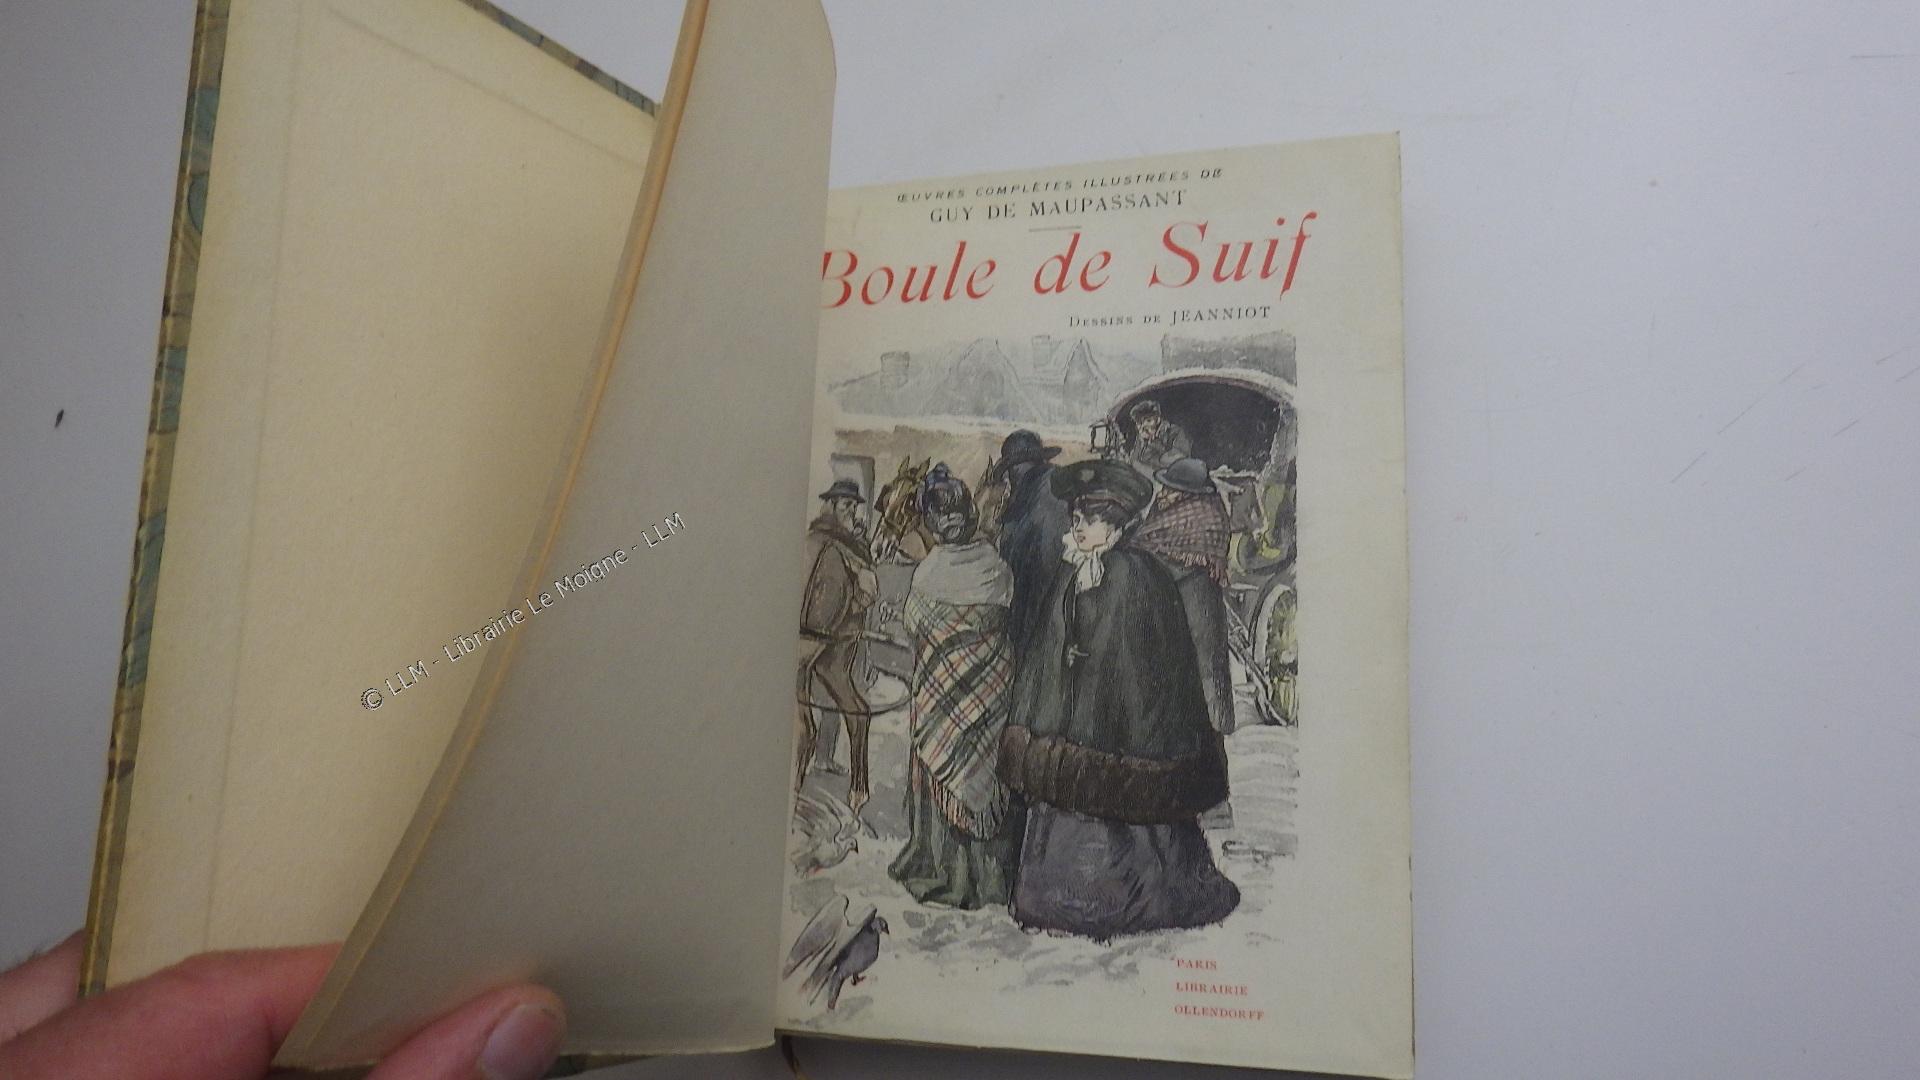 ŒUVRES COMPLÈTES ILLUSTRÉES DE
GUY DE MAUPASSANT
Boule de Suif
DESSINS DE JEANNIOT
PARIS
LIBRAIRIE
OLLENDORFF
© LLM - Librairie Le Moigne - LLM